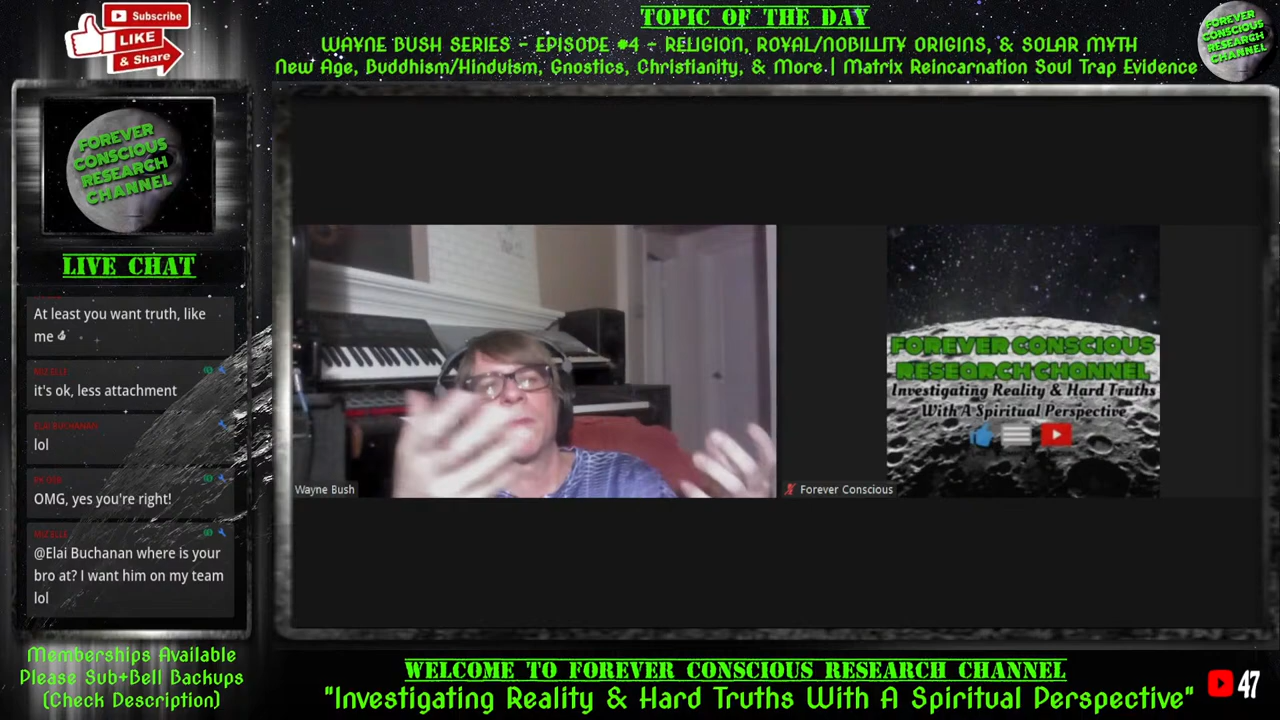 Subscribe
LIKE
& Share
TOPIC OF THE DAY
WAYNE BUSH SERIES - EPISODE #4 - RELIGION, ROYAL/NOBILLITY ORIGINS, & SOLAR MYTH
New Age, Buddhism/Hinduism, Gnostics, Christianity, & More | Matrix Reincarnation Soul Trap Evidence
FOREVER
CONSCIOUS
RESEARCH
CHANNEL
FOREVER
CONSCIOUS
RESEARCH
CHANNEL
LIVE CHAT
At least you want truth, like
me
MIZELLE
it's ok, less attachment
ELAI BUCHANAN
lol
OMG, yes you're right!
MIZELLE
@Elai Buchanan where is your
bro at? I want him on my team
lol
Wayne Bush
FOREVER CONSCIOUS
RESEARCH CHANNEL
Investigating Reality & Hard Truths
With A Spiritual Perspective
Forever Conscious
Memberships Available
Please Sub+Bell Backups
(Check Description)
WELCOME TO FOREVER CONSCIOUS RESEARCH CHANNEL
"Investigating Reality & Hard Truths With A Spiritual Perspective"
47